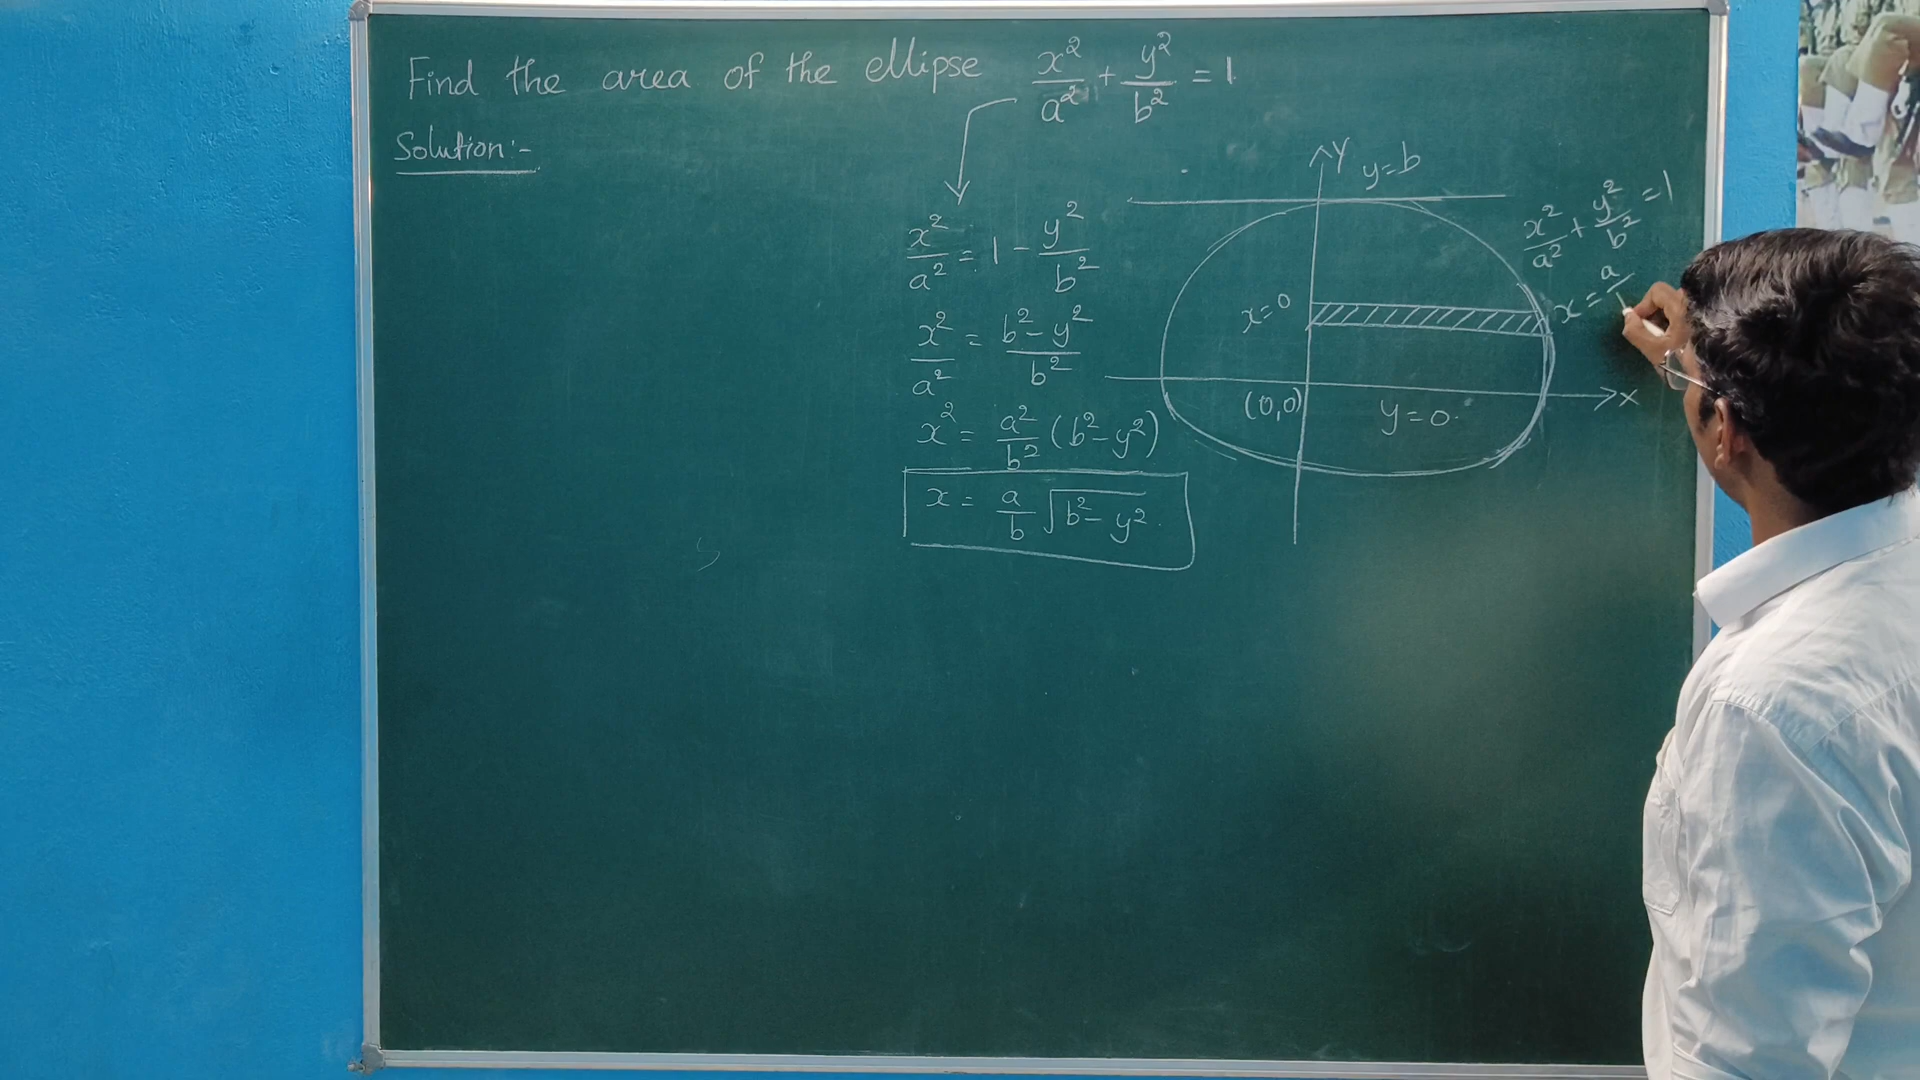 Find the area of the ellipse x²/a² + y²/b² = 1
Solution:-
x²/a² = 1 - y²/b²
x²/a² = b² - y²/b²
x² = a²/b² (b² - y²)
x = a/b √b² - y²
Y
y = b
x²/a² + y²/b² = 1
x = a/
x = 0
(0,0)
y = 0
x